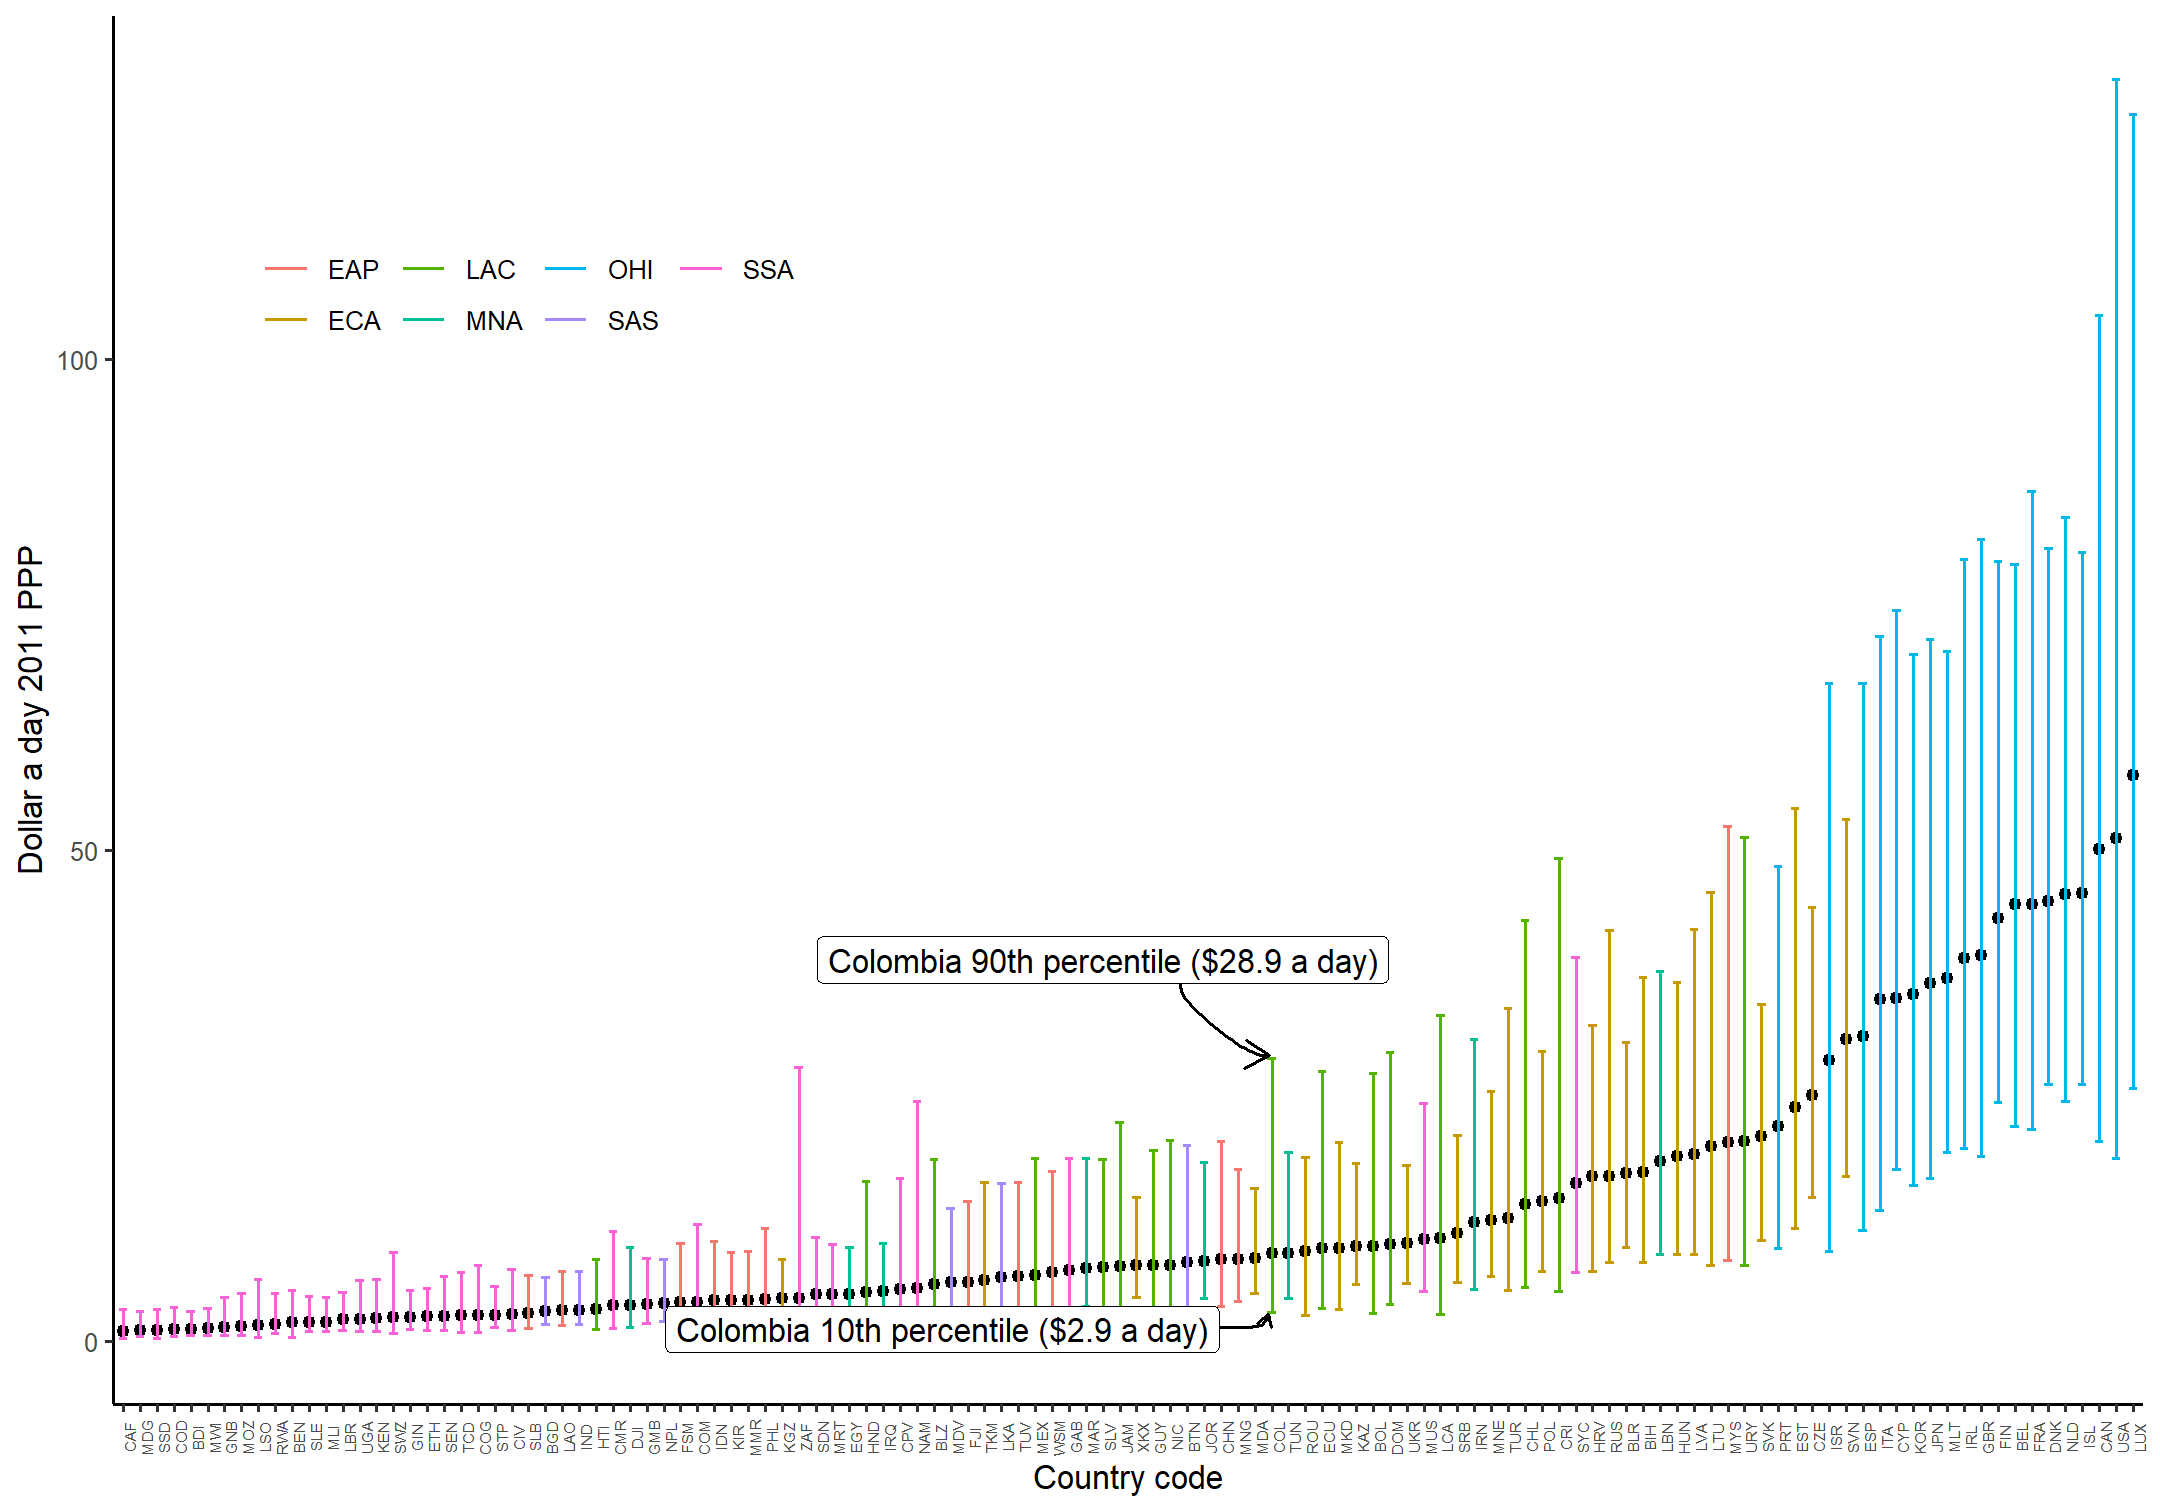 EAP LAC OHI SSA
ECA MNA SAS
100
50
0
Dollar a day 2011 PPP
Colombia 90th percentile ($28.9 a day)
Colombia 10th percentile ($2.9 a day)
CAF MDG SSD COD BDI MWI GNB MOZ LSO RWA BEN SLE MLI LBR UGA KEN SWZ GIN ETH SEN TCD COG STP CIV SLB BGD LAO IND HTI CMR DJI GMB NPL FSM COM IDN KIR MMR PHL KGZ ZAF SDN MRT EGY HND IRQ CPV NAM BLZ MDV FJI TKM LKA TUV MEX WSM GAB MAR SLV JAM XKX GUY NIC BTN JOR CHN MNG MDA COL TUN ROU ECU MKD KAZ BOL DOM UKR MUS LCA SRB IRN MNE TUR CHL POL CRI SYC HRV RUS BLR BIH LBN HUN LVA LTU MYS URY SVK PRT EST CZE ISR SVN ESP ITA CYP KOR JPN MLT IRL GBR FIN BEL FRA DNK NLD ISL CAN USA LUX
Country code